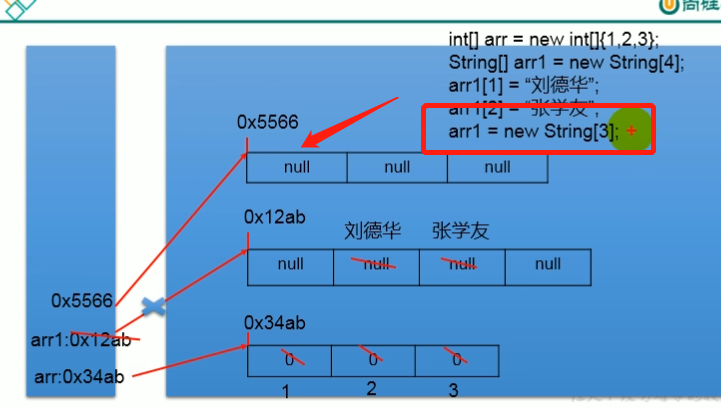 尚硅
int[] arr = new int[]{1,2,3};
String[] arr1 = new String[4];
arr1[1] = “刘德华”;
arr1[2] = “张学友”;
arr1 = new String[3];
0x5566
null null null
0x12ab
刘德华 张学友
null null null null
0x5566
arr1:0x12ab
0x34ab
arr:0x34ab
0 0 0
1 2 3